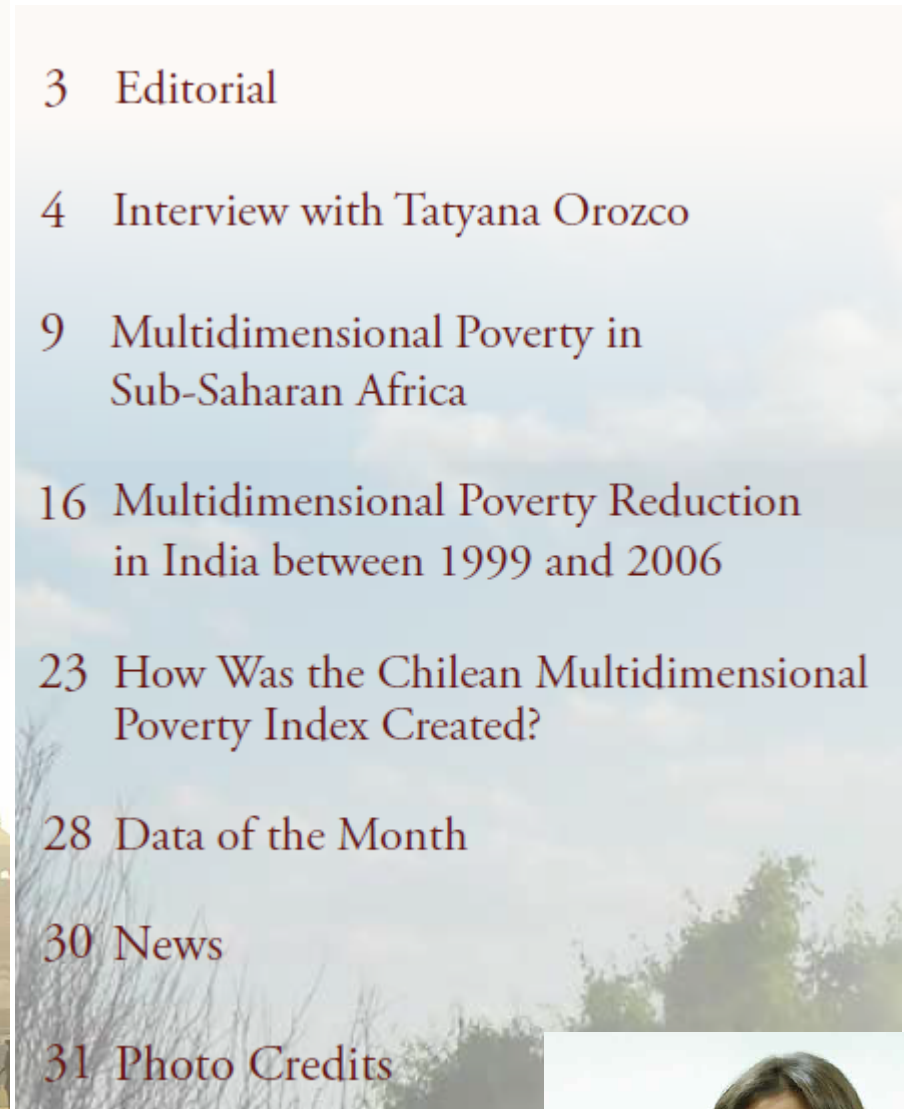 3 Editorial
4 Interview with Tatyana Orozco
9 Multidimensional Poverty in
Sub-Saharan Africa
16 Multidimensional Poverty Reduction
in India between 1999 and 2006
23 How Was the Chilean Multidimensional
Poverty Index Created?
28 Data of the Month
30 News
31 Photo Credits